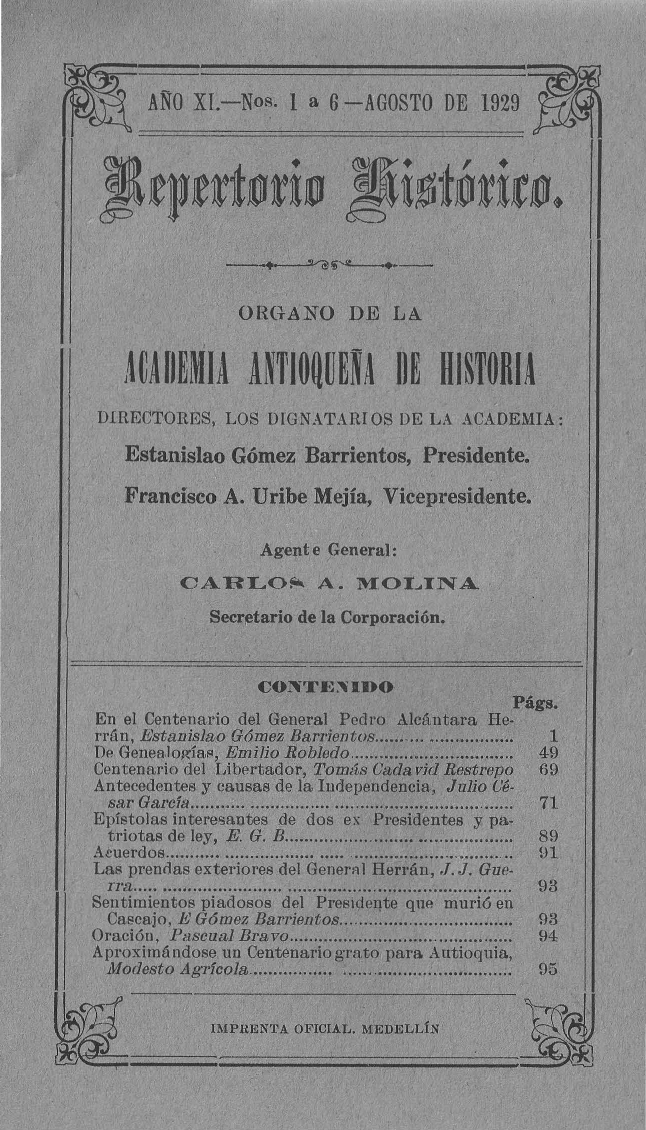 AÑO XI.—Nos. 1 a 6—AGOSTO DE 1929
Repertorio Histórico.
ORGANO DE LA
ACADEMIA ANTIOQUEÑA DE HISTORIA
DIRECTORES, LOS DIGNATARIOS DE LA ACADEMIA:
Estanislao Gómez Barrientos, Presidente.
Francisco A. Uribe Mejía, Vicepresidente.
Agente General:
CARLOS A. MOLINA
Secretario de la Corporación.
CONTENIDO
Págs.
En el Centenario del General Pedro Alcántara He-
rrán, Estanislao Gómez Barrientos......... .................. 1
De Genealogías, Emilio Robledo.................................. 49
Centenario del Libertador, Tomás Cadavid Restrepo 69
Antecedentes y causas de la Independencia, Julio Cé-
sar García........... .................. .................................. 71
Epístolas interesantes de dos ex Presidentes y pa-
triotas de ley, E. G. B.................................................. 89
Acuerdos........... ................... ..... .......................... .. 91
Las prendas exteriores del General Herrán, J. J. Gue-
rra..... .......................... .................................. 93
Sentimientos piadosos del Presidente que murió en
Cascajo, E Gómez Barrientos..................................... 93
Oración, Pascual Bravo............................................... 94
Aproximándose un Centenario grato para Antioquia,
Modesto Agrícola................. .................................... 95
IMPRENTA OFICIAL. MEDELLÍN